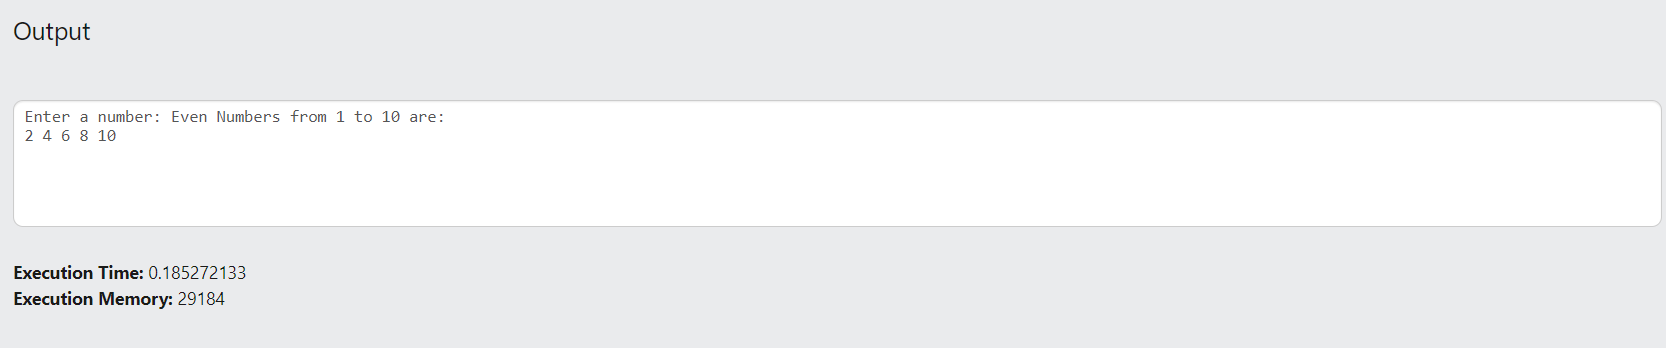 Output
Enter a number: Even Numbers from 1 to 10 are:
2 4 6 8 10
Execution Time: 0.185272133
Execution Memory: 29184